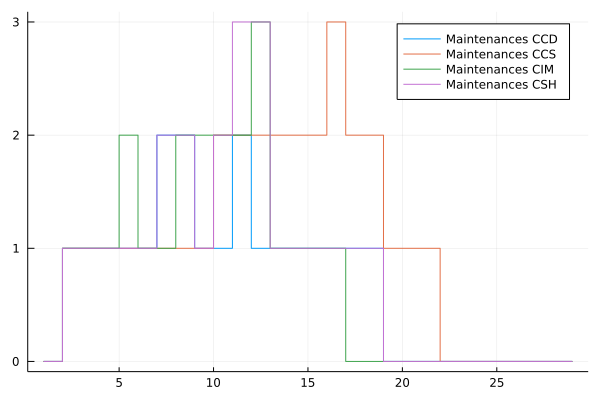 3
Maintenances CCD
Maintenances CCS
Maintenances CIM
Maintenances CSH
2
1
0
5 10 15 20 25